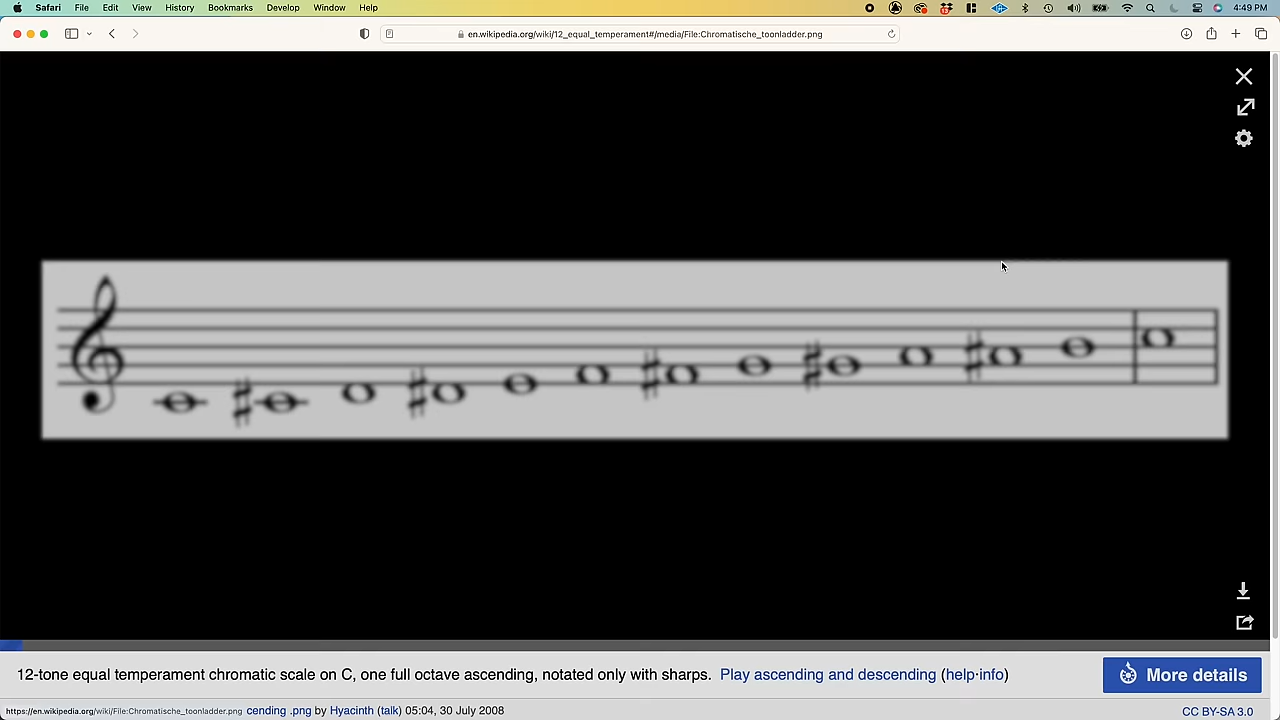 Safari File Edit View History Bookmarks Develop Window Help 4:49 PM
en.wikipedia.org/wiki/12_equal_temperament#/media/File:Chromatische_toonladder.png
12-tone equal temperament chromatic scale on C, one full octave ascending, notated only with sharps. Play ascending and descending (help·info)
More details
https://en.wikipedia.org/wiki/File:Chromatische_toonladder.png cending .png by Hyacinth (talk) 05:04, 30 July 2008
CC BY-SA 3.0